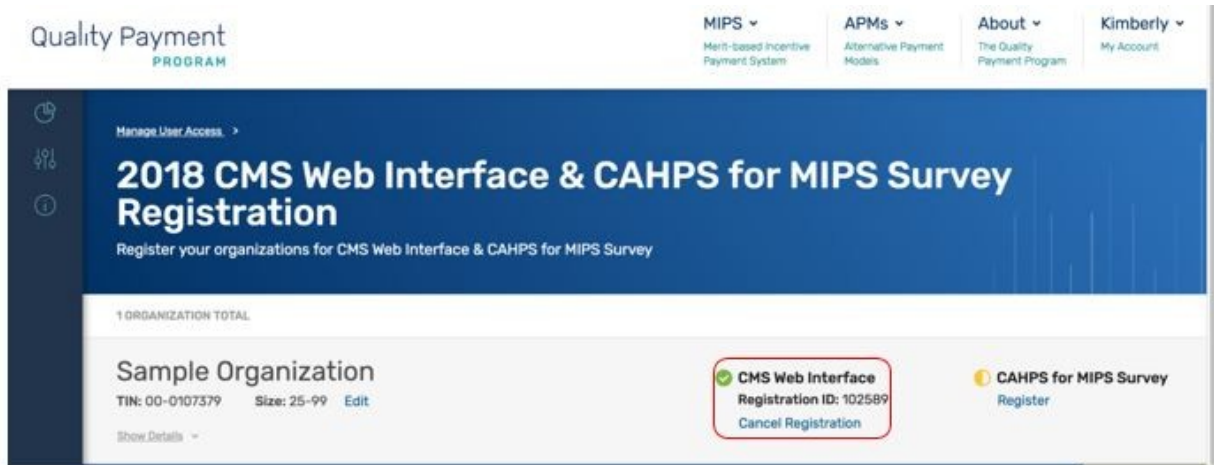 Quality Payment
PROGRAM
MIPS
Merit-based Incentive
Payment System
APMs
Alternative Payment
Models
About
The Quality
Payment Program
Kimberly
My Account
Manage User Access >
2018 CMS Web Interface & CAHPS for MIPS Survey
Registration
Register your organizations for CMS Web Interface & CAHPS for MIPS Survey
1 ORGANIZATION TOTAL
Sample Organization
TIN: 00-0107379 Size: 25-99 Edit
Show Details
CMS Web Interface
Registration ID: 102589
Cancel Registration
CAHPS for MIPS Survey
Register